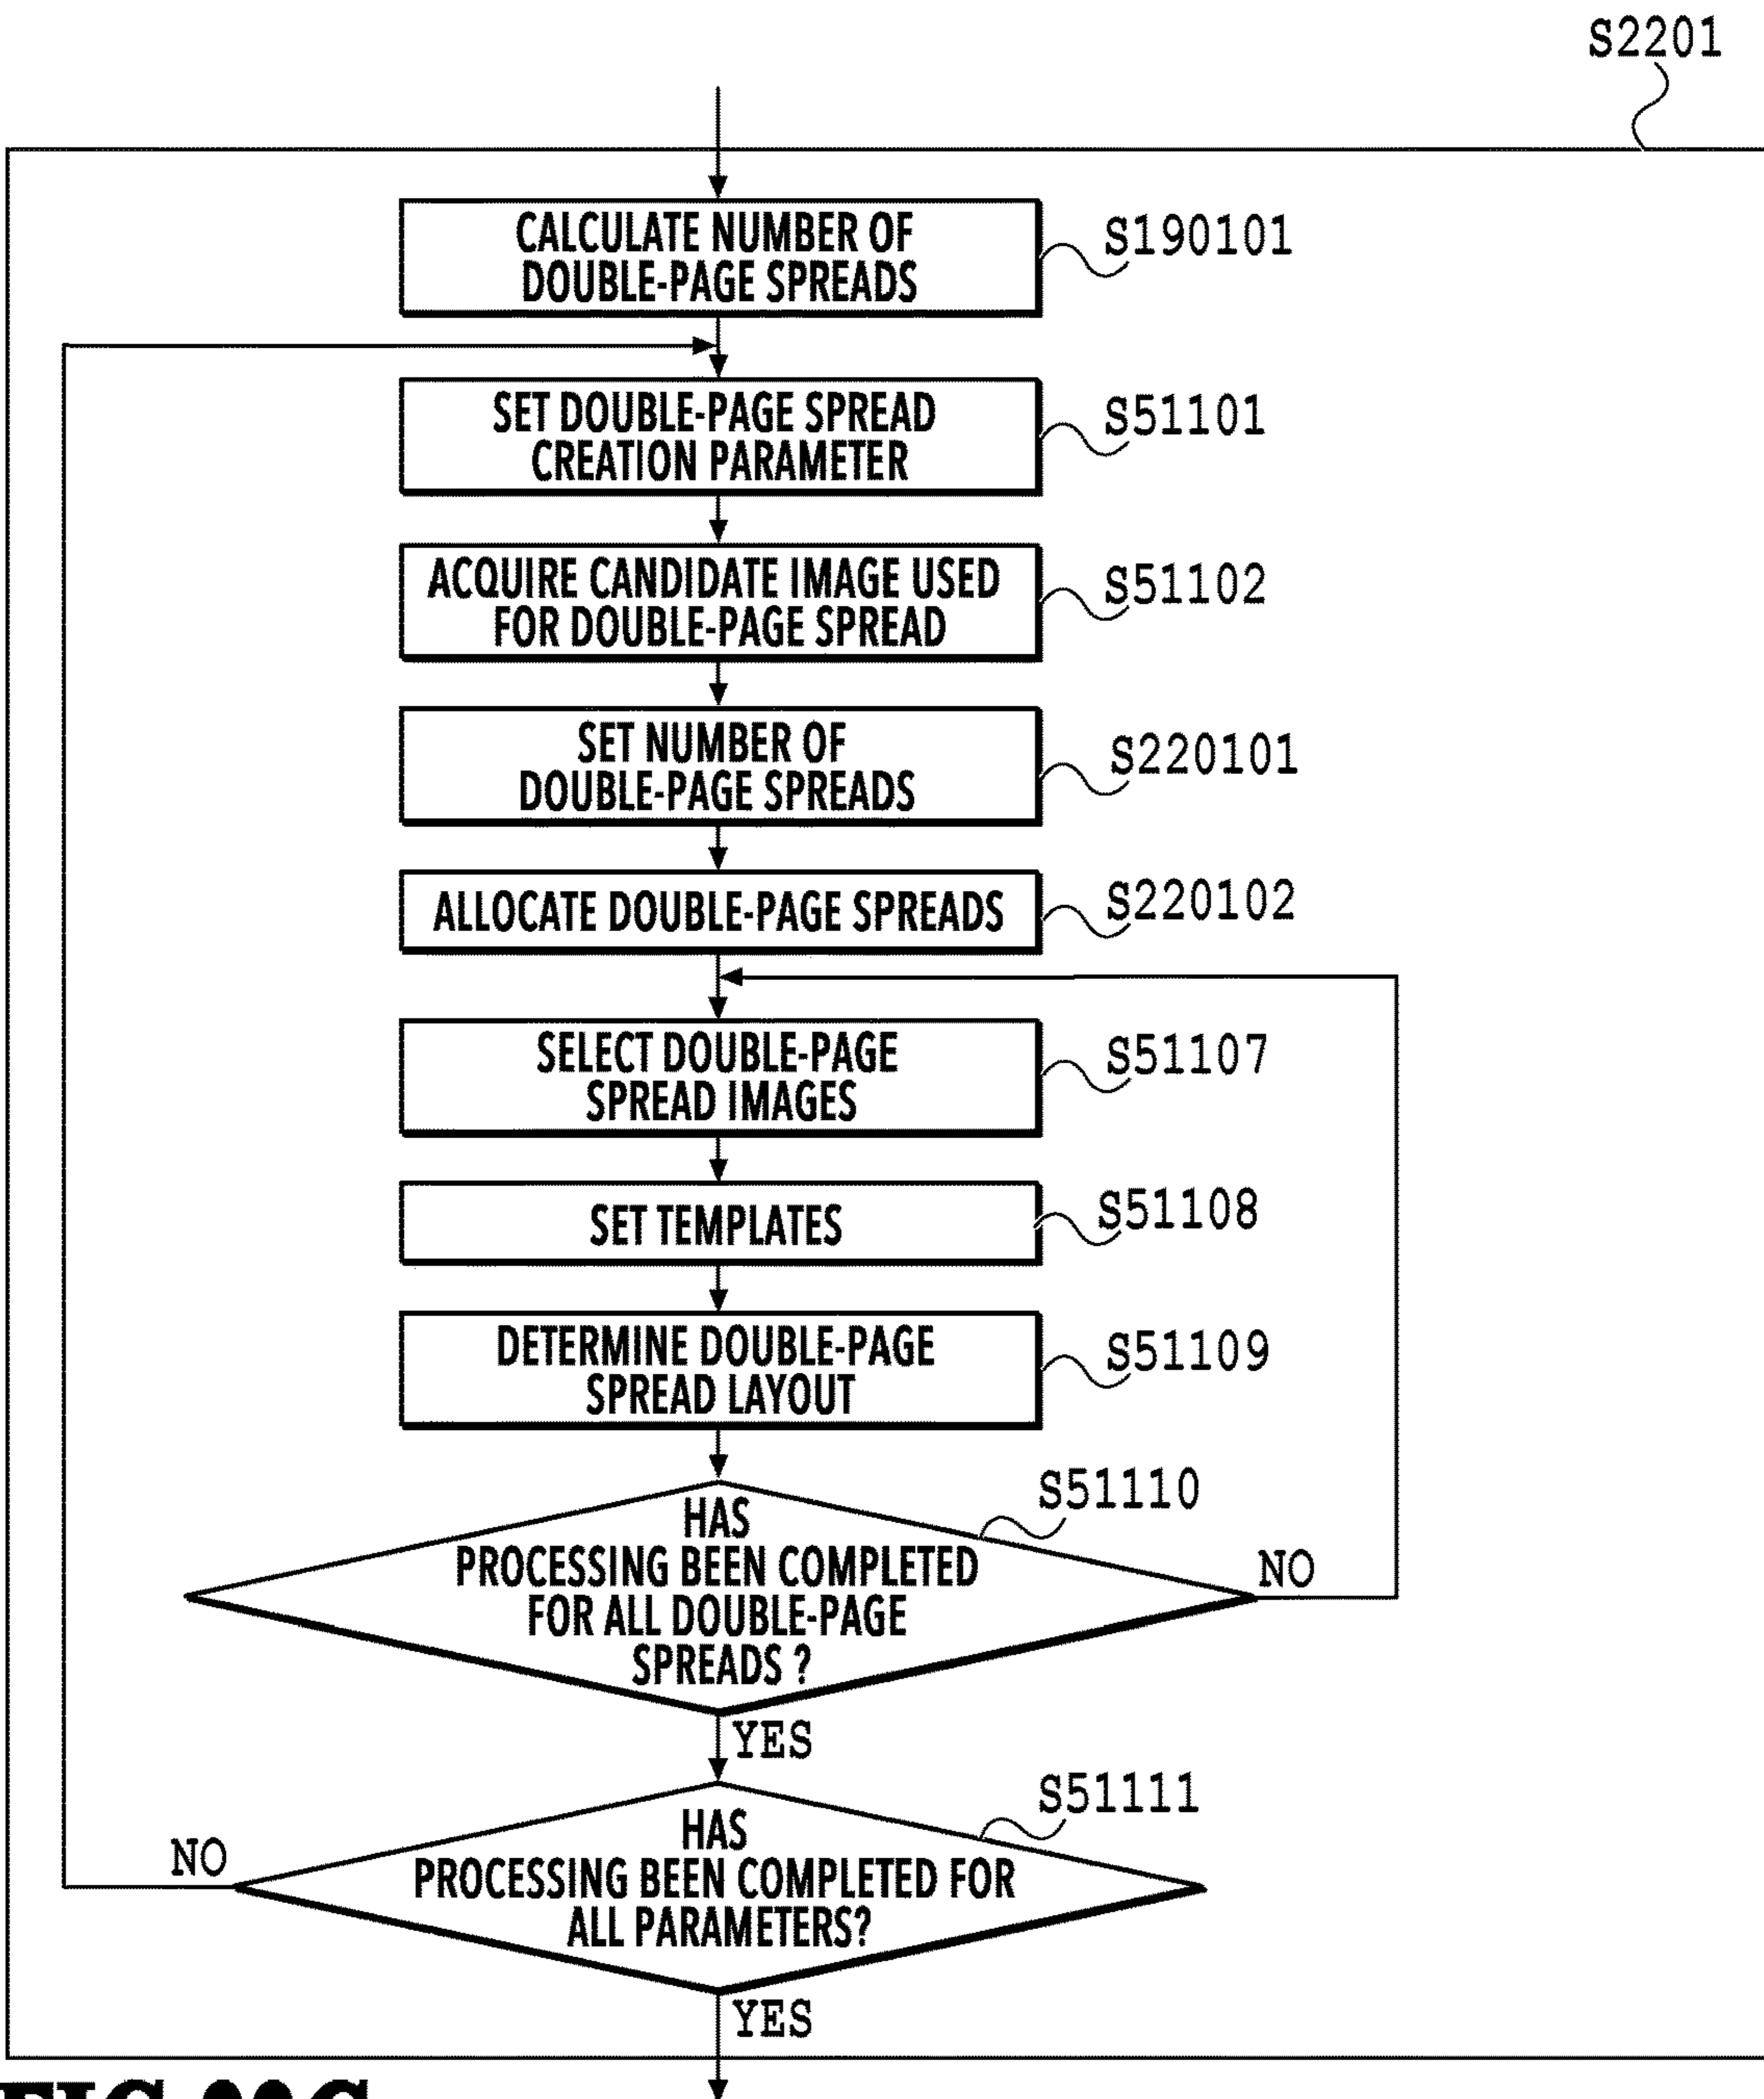 S2201
CALCULATE NUMBER OF
DOUBLE-PAGE SPREADS
S190101
SET DOUBLE-PAGE SPREAD
CREATION PARAMETER
S51101
ACQUIRE CANDIDATE IMAGE USED
FOR DOUBLE-PAGE SPREAD
S51102
SET NUMBER OF
DOUBLE-PAGE SPREADS
S220101
ALLOCATE DOUBLE-PAGE SPREADS
S220102
SELECT DOUBLE-PAGE
SPREAD IMAGES
S51107
SET TEMPLATES
S51108
DETERMINE DOUBLE-PAGE
SPREAD LAYOUT
S51109
S51110
HAS
PROCESSING BEEN COMPLETED
FOR ALL DOUBLE-PAGE
SPREADS ?
NO
YES
S51111
HAS
PROCESSING BEEN COMPLETED FOR
ALL PARAMETERS?
NO
YES